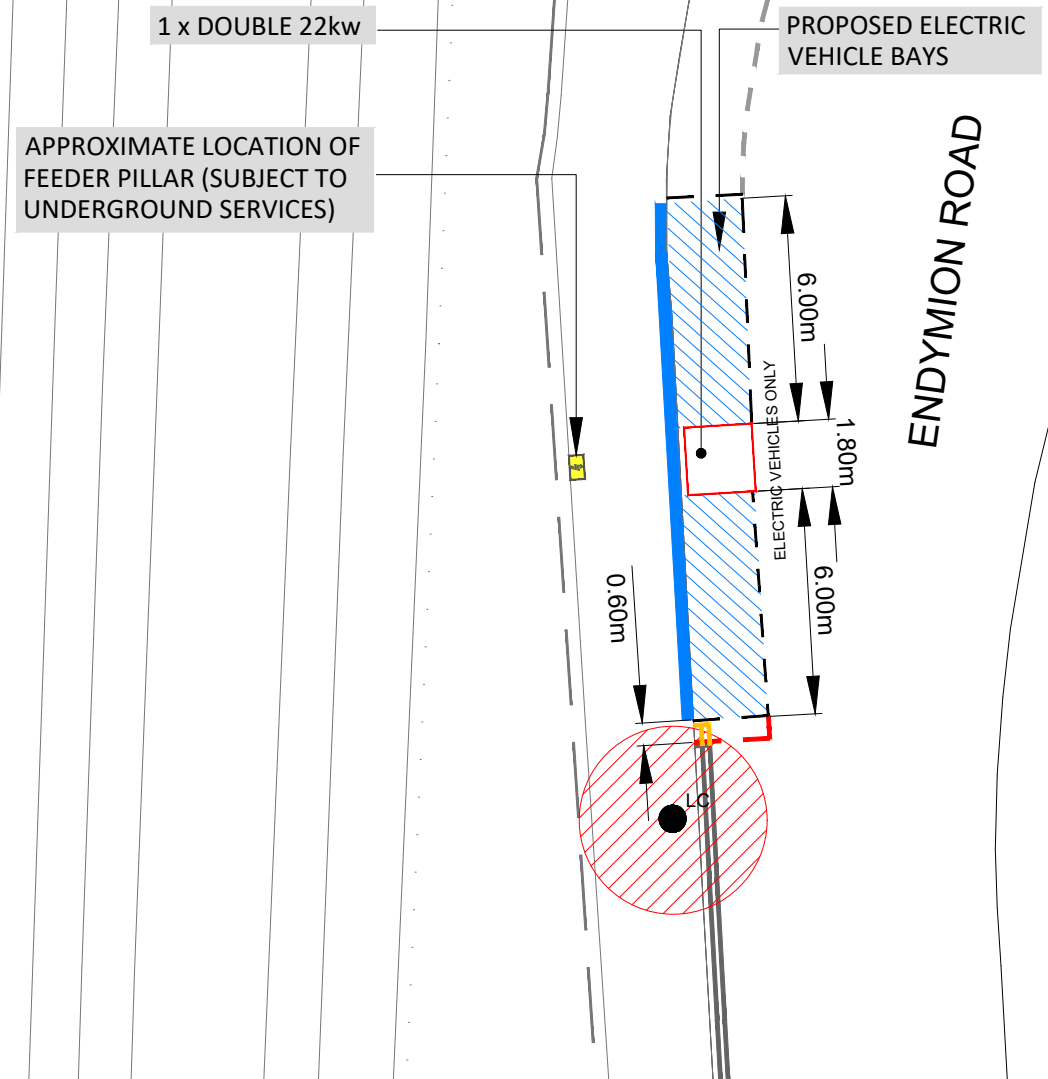 1 x DOUBLE 22kw
PROPOSED ELECTRIC
VEHICLE BAYS
APPROXIMATE LOCATION OF
FEEDER PILLAR (SUBJECT TO
UNDERGROUND SERVICES)
ENDYMION ROAD
6.00m
1.80m
ELECTRIC VEHICLES ONLY
6.00m
0.60m
LC